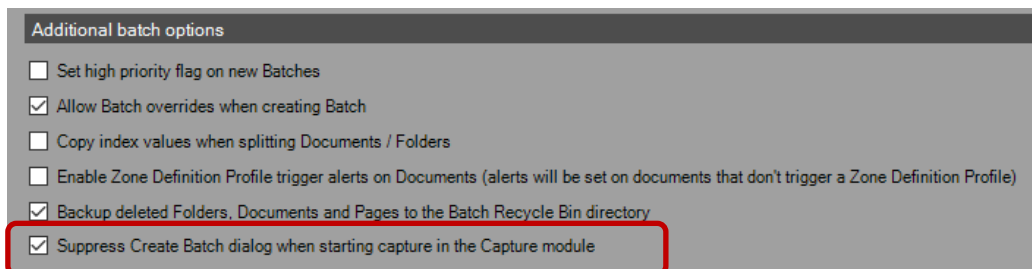 Additional batch options
Set high priority flag on new Batches
Allow Batch overrides when creating Batch
Copy index values when splitting Documents / Folders
Enable Zone Definition Profile trigger alerts on Documents (alerts will be set on documents that don't trigger a Zone Definition Profile)
Backup deleted Folders, Documents and Pages to the Batch Recycle Bin directory
Suppress Create Batch dialog when starting capture in the Capture module